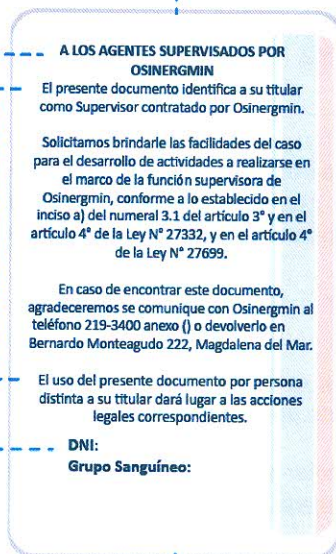 A LOS AGENTES SUPERVISADOS POR
OSINERGMIN
El presente documento identifica a su titular
como Supervisor contratado por Osinergmin.
Solicitamos brindarle las facilidades del caso
para el desarrollo de actividades a realizarse en
el marco de la función supervisora de
Osinergmin, conforme a lo establecido en el
inciso a) del numeral 3.1 del artículo 3° y en el
artículo 4° de la Ley N° 27332, y en el artículo 4°
de la Ley N° 27699.
En caso de encontrar este documento,
agradeceremos se comunique con Osinergmin al
teléfono 219-3400 anexo () o devolverlo en
Bernardo Monteagudo 222, Magdalena del Mar.
El uso del presente documento por persona
distinta a su titular dará lugar a las acciones
legales correspondientes.
DNI:
Grupo Sanguíneo: